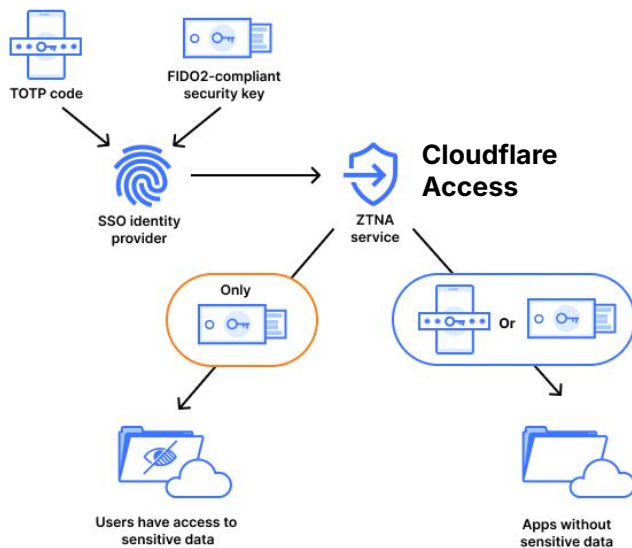 TOTP code
FIDO2-compliant
security key
Cloudflare
Access
SSO identity
provider
ZTNA
service
Only
Or
Users have access to
sensitive data
Apps without
sensitive data